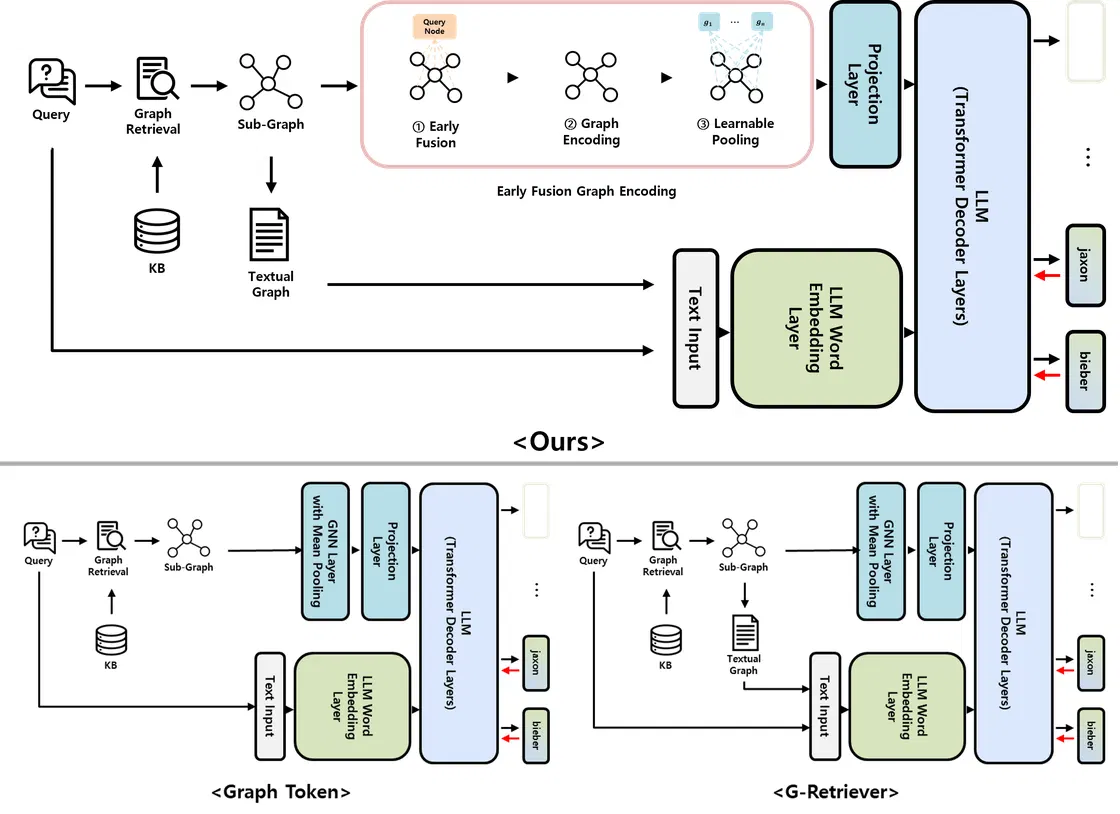 Query
Node
g1 ... gn
Query
Graph
Retrieval
Sub-Graph
① Early
Fusion
② Graph
Encoding
③ Learnable
Pooling
Projection
Layer
Early Fusion Graph Encoding
KB
Textual
Graph
Text Input
LLM Word
Embedding
Layer
LLM
(Transformer Decoder Layers)
...
jaxon
bieber
<Ours>
Query
Graph
Retrieval
Sub-Graph
KB
GNN Layer
with Mean Pooling
Projection
Layer
Text Input
LLM Word
Embedding
Layer
LLM
(Transformer Decoder Layers)
...
jaxon
bieber
<Graph Token>
Query
Graph
Retrieval
Sub-Graph
KB
Textual
Graph
GNN Layer
with Mean Pooling
Projection
Layer
Text Input
LLM Word
Embedding
Layer
LLM
(Transformer Decoder Layers)
...
jaxon
bieber
<G-Retriever>